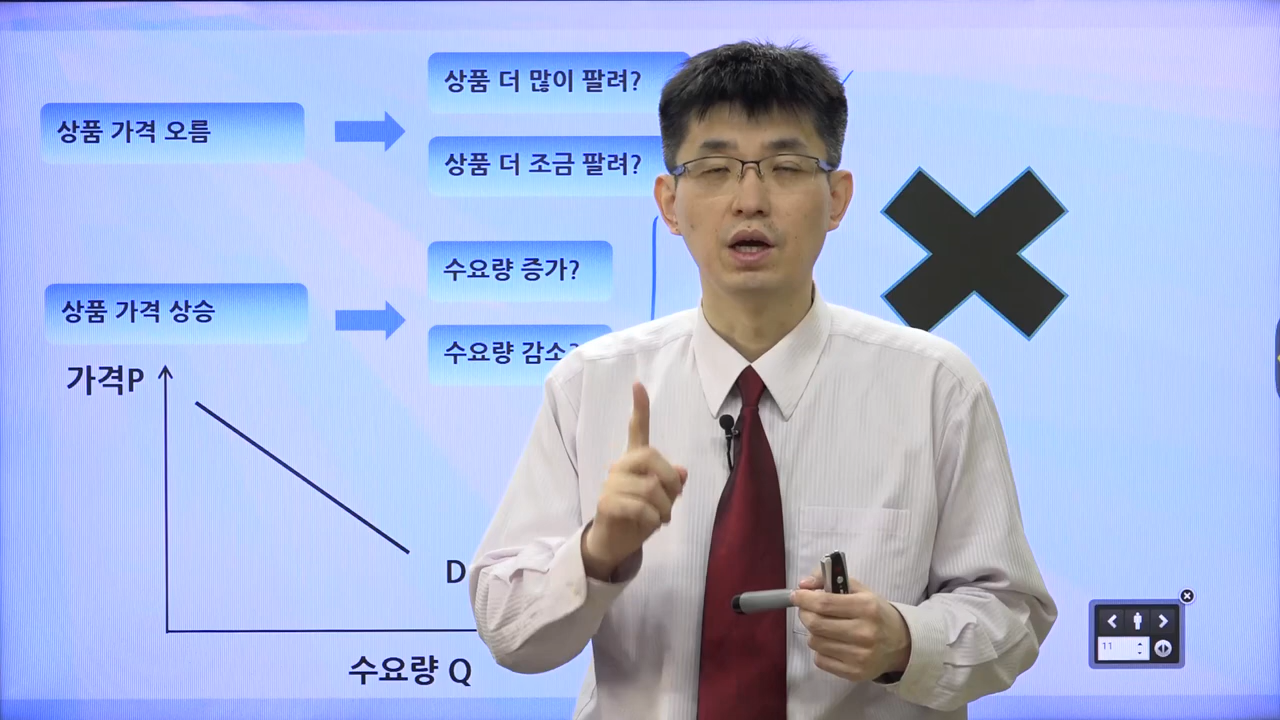 상품 가격 오름
상품 더 많이 팔려?
상품 더 조금 팔려?
상품 가격 상승
수요량 증가?
수요량 감소?
가격P
D
수요량 Q
11